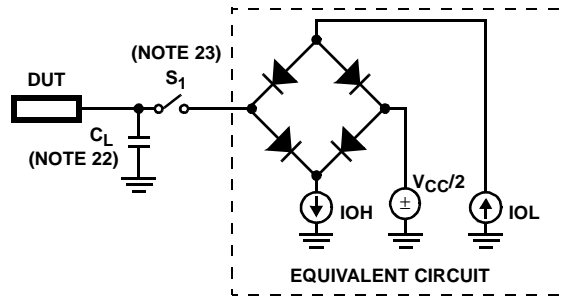 (NOTE 23)
S1
DUT
CL
(NOTE 22)
VCC/2
±
IOH
IOL
EQUIVALENT CIRCUIT